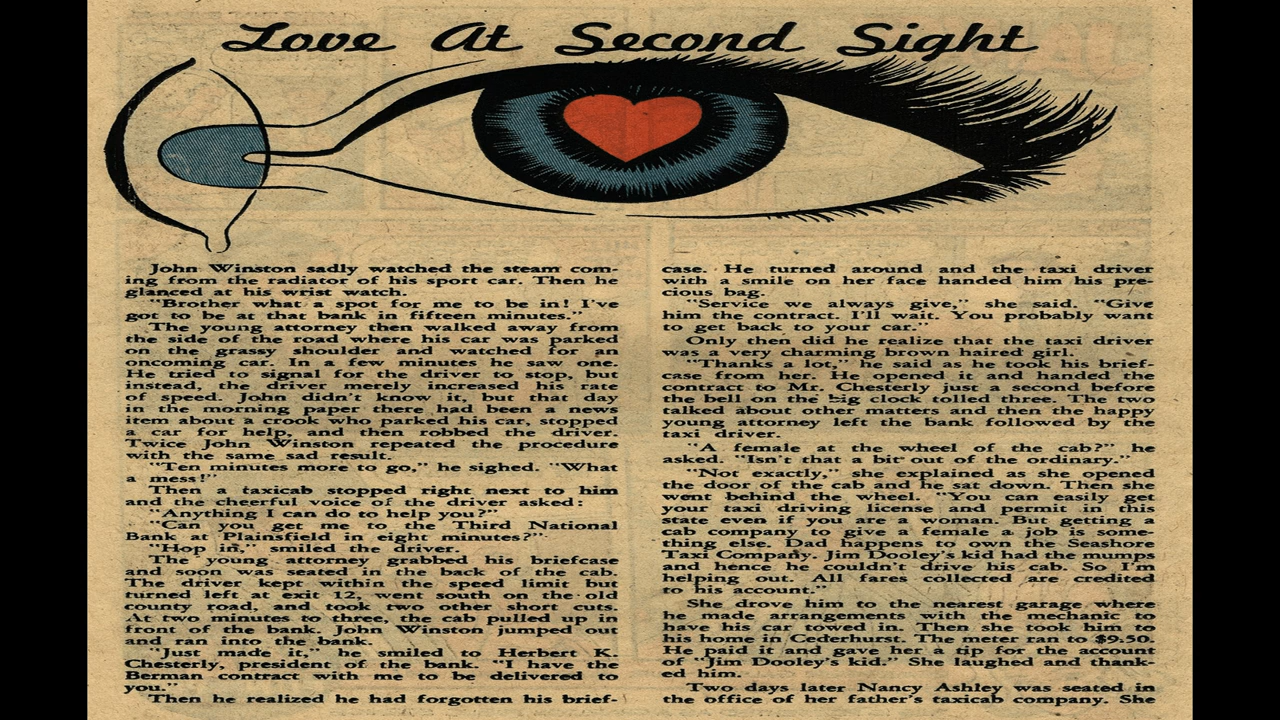 Love At Second Sight
John Winston sadly watched the steam com-
ing from the radiator of his sport car. Then he
glanced at his wrist watch.
"Brother what a spot for me to be in! I've
got to be at that bank in fifteen minutes."
The young attorney then walked away from
the side of the road where his car was parked
on the grassy shoulder and watched for an
oncoming car. In a few minutes he saw one.
He tried to signal for the driver to stop, but
instead, the driver merely increased his rate
of speed. John didn't know it, but that day
in the morning paper there had been a news
item about a crook who parked his car, stopped
a car for help, and then robbed the driver.
Twice John Winston repeated the procedure
with the same sad result.
"Ten minutes more to go," he sighed. "What
a mess!"
Then a taxicab stopped right next to him
and the cheerful voice of the driver asked:
"Anything I can do to help you?"
"Can you get me to the Third National
Bank at Plainsfield in eight minutes?"
"Hop in," smiled the driver.
The young attorney grabbed his briefcase
and soon was seated in the back of the cab.
The driver kept within the speed limit but
turned left at exit 12, went south on the old
county road, and took two other short cuts.
At two minutes to three, the cab pulled up in
front of the bank. John Winston jumped out
and ran into the bank.
"Just made it," he smiled to Herbert K.
Chesterly, president of the bank. "I have the
Berman contract with me to be delivered to
you."
Then he realized he had forgotten his brief-
case. He turned around and the taxi driver
with a smile on her face handed him his pre-
cious bag.
"Service we always give," she said. "Give
him the contract. I'll wait. You probably want
to get back to your car."
Only then did he realize that the taxi driver
was a very charming brown haired girl.
"Thanks a lot," he said as he took his brief-
case from her. He opened it and handed the
contract to Mr. Chesterly just a second before
the bell on the big clock tolled three. The two
talked about other matters and then the happy
young attorney left the bank followed by the
taxi driver.
"A female at the wheel of the cab?" he
asked. "Isn't that a bit out of the ordinary."
"Not exactly," she explained as she opened
the door of the cab and he sat down. Then she
went behind the wheel. "You can easily get
your taxi driving license and permit in this
state even if you are a woman. But getting a
cab company to give a female a job is some-
thing else. Dad happens to own the Seashore
Taxi Company. Jim Dooley's kid had the mumps
and hence he couldn't drive his cab. So I'm
helping out. All fares collected are credited
to his account."
She drove him to the nearest garage where
he made arrangements with the mechanic to
have his car towed in. Then she took him to
his home in Cederhurst. The meter ran to $9.50.
He paid it and gave her a tip for the account
of "Jim Dooley's kid." She laughed and thank-
ed him.
Two days later Nancy Ashley was seated in
the office of her father's taxicab company. She